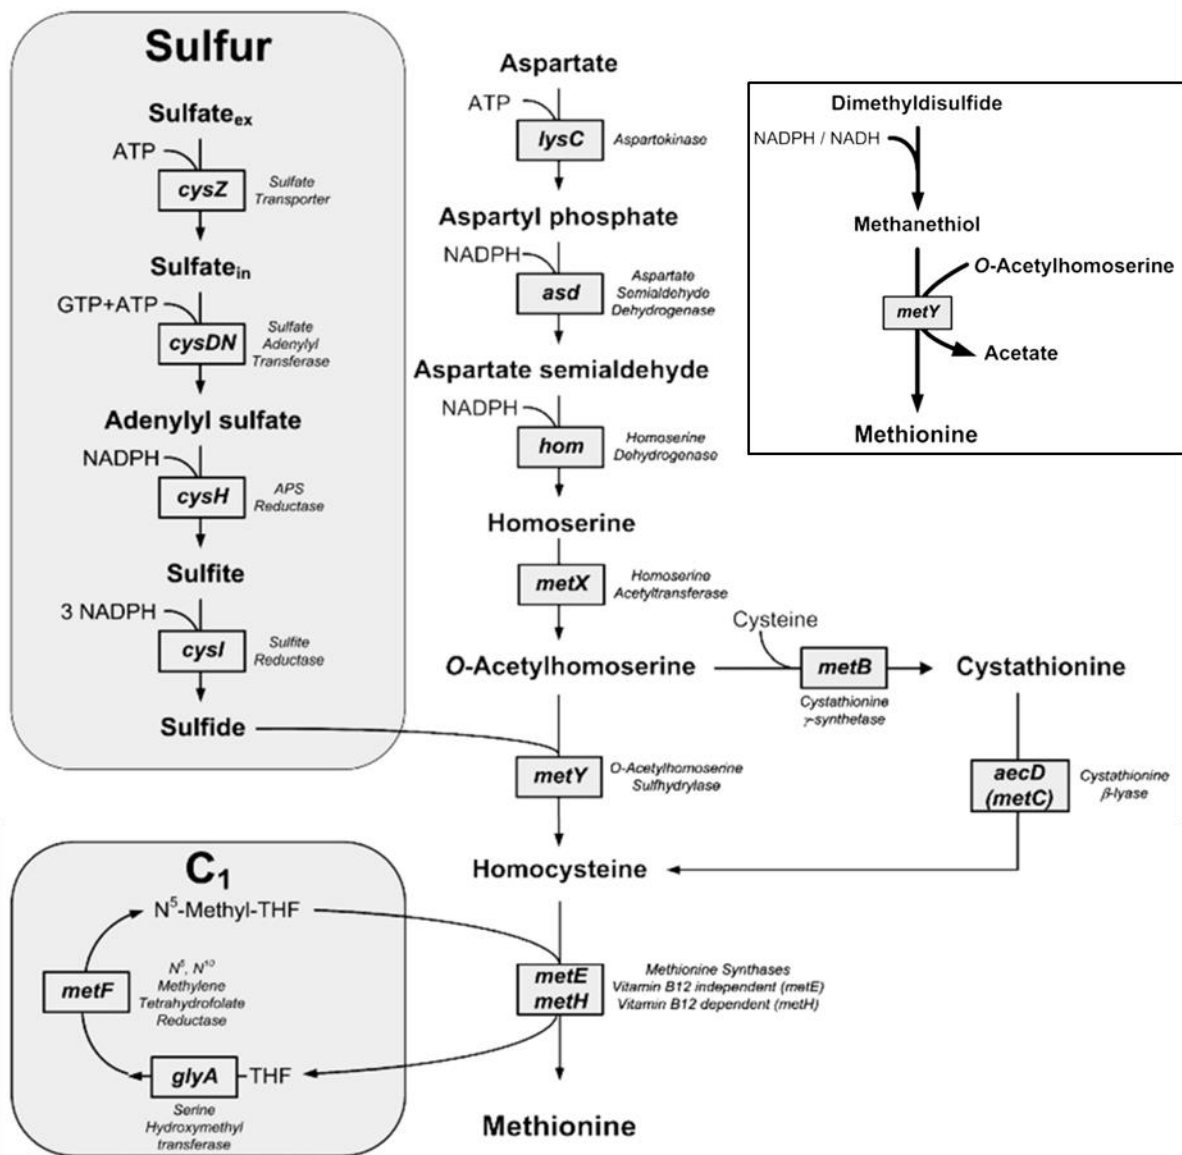 Sulfur
Sulfate_ex
ATP
cysZ
Sulfate
Transporter
Sulfate_in
GTP+ATP
cysDN
Sulfate
Adenylyl
Transferase
Adenylyl sulfate
NADPH
cysH
APS
Reductase
Sulfite
3 NADPH
cysI
Sulfite
Reductase
Sulfide
Aspartate
ATP
lysC
Aspartokinase
Aspartyl phosphate
NADPH
asd
Aspartate
Semialdehyde
Dehydrogenase
Aspartate semialdehyde
NADPH
hom
Homoserine
Dehydrogenase
Homoserine
metX
Homoserine
Acetyltransferase
O-Acetylhomoserine
Cysteine
metB
Cystathionine
γ-synthetase
Cystathionine
aecD
(metC)
Cystathionine
β-lyase
metY
O-Acetylhomoserine
Sulfhydrylase
Homocysteine
metE
metH
Methionine Synthases
Vitamin B12 independent (metE)
Vitamin B12 dependent (metH)
Methionine
C₁
N⁵-Methyl-THF
metF
N⁵, N¹⁰
Methylene
Tetrahydrofolate
Reductase
glyA
THF
Serine
Hydroxymethyl
transferase
Dimethyldisulfide
NADPH / NADH
Methanethiol
O-Acetylhomoserine
metY
Acetate
Methionine